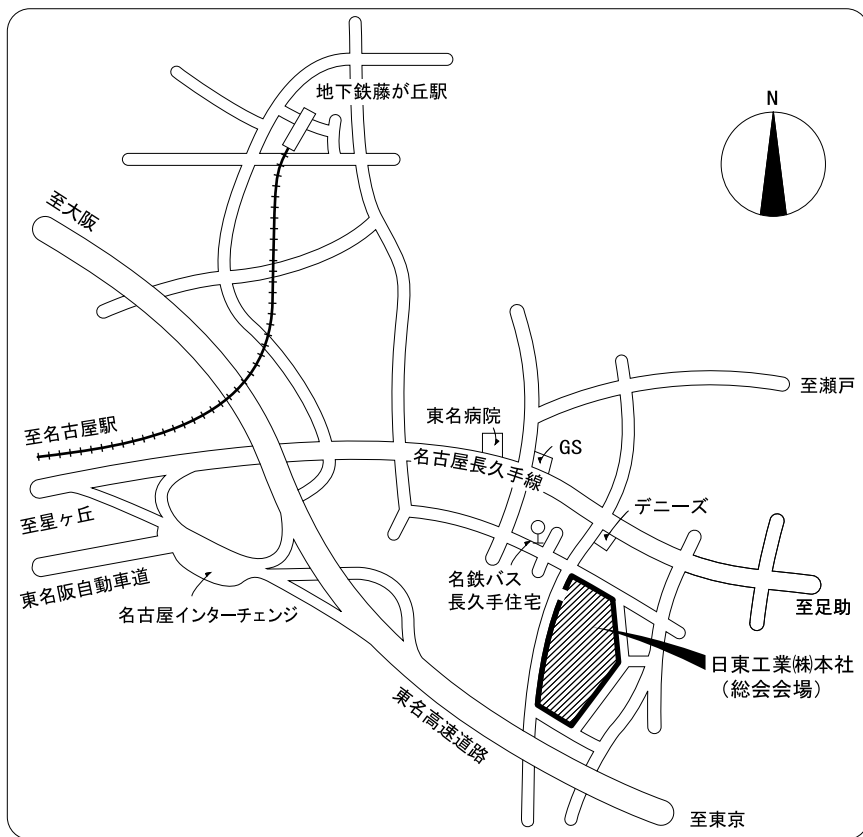 地下鉄藤が丘駅
N
至大阪
至瀬戸
至名古屋駅
東名病院
GS
名古屋長久手線
至星ヶ丘
デニーズ
東名阪自動車道
名古屋インターチェンジ
名鉄バス
長久手住宅
至足助
日東工業㈱本社
(総会会場)
東名高速道路
至東京